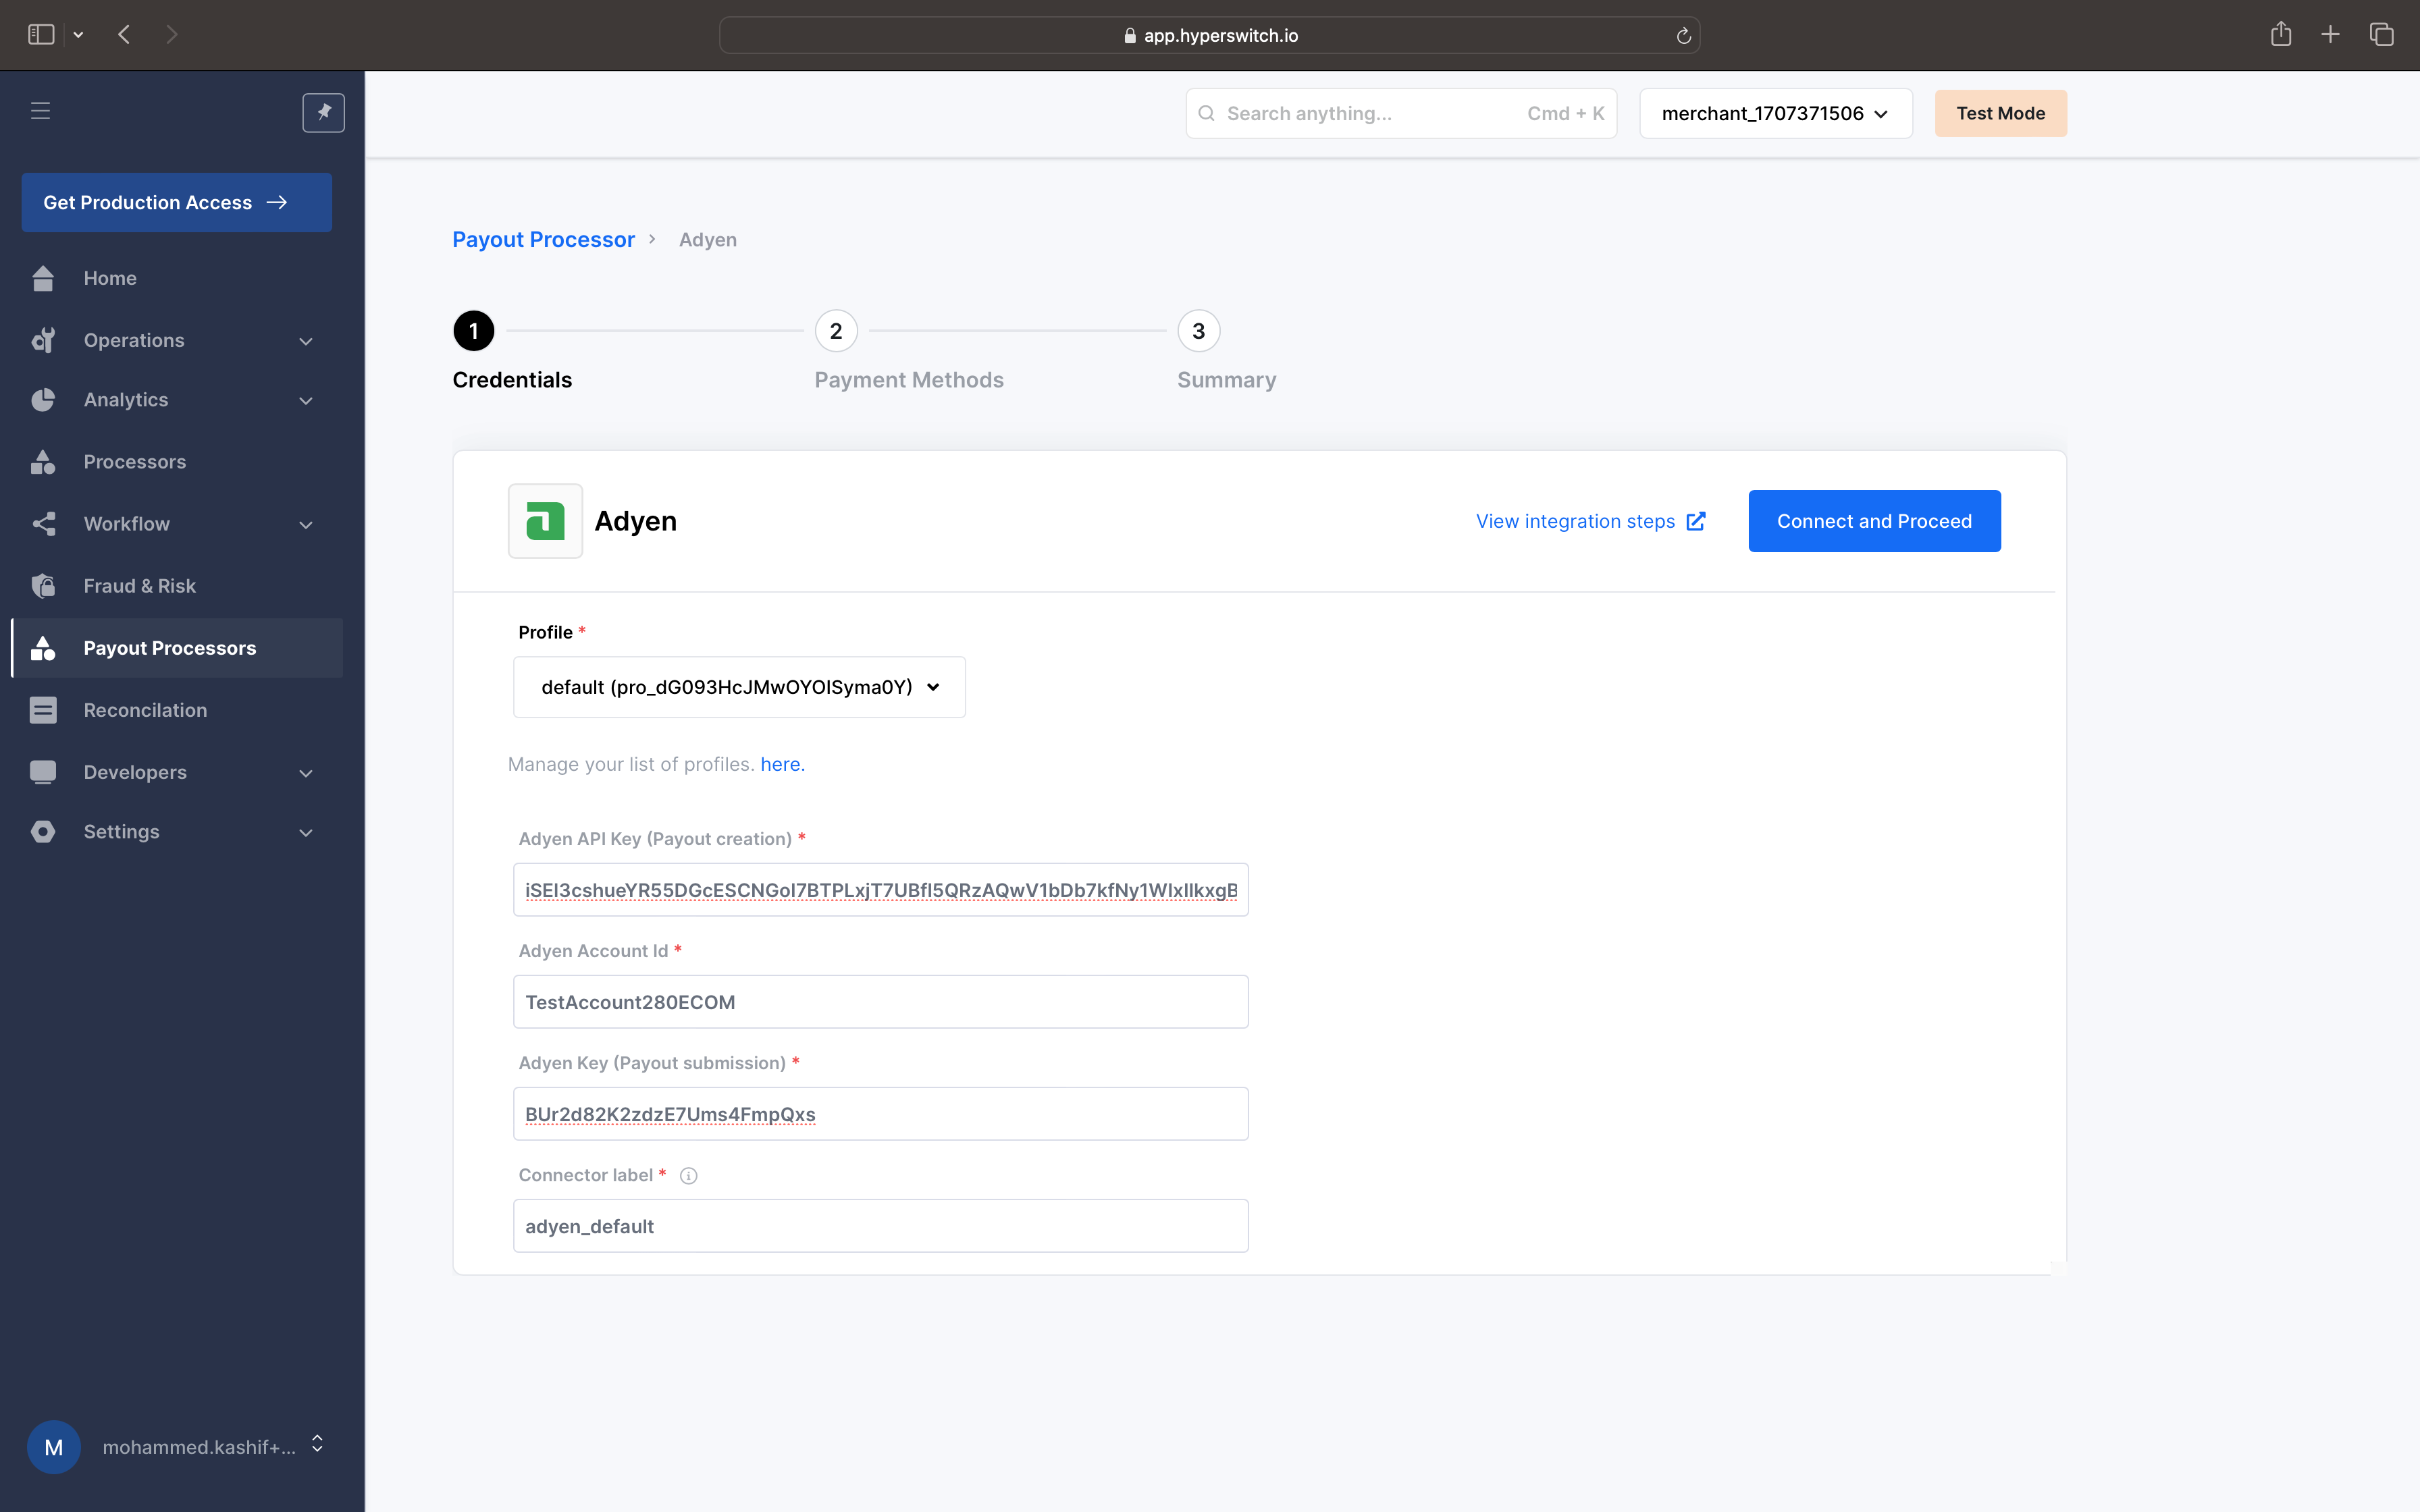 app.hyperswitch.io
Search anything... Cmd + K
merchant_1707371506
Test Mode
Get Production Access
Home
Operations
Analytics
Processors
Workflow
Fraud & Risk
Payout Processors
Reconcilation
Developers
Settings
M mohammed.kashif+...
Payout Processor > Adyen
1 2 3
Credentials Payment Methods Summary
Adyen
View integration steps
Connect and Proceed
Profile *
default (pro_dG093HcJMwOYOlSyma0Y)
Manage your list of profiles. here.
Adyen API Key (Payout creation) *
iSEl3cshueYR55DGcESCNGol7BTPLxjT7UBfl5QRzAQwV1bDb7kfNy1WlxllkxgB
Adyen Account Id *
TestAccount280ECOM
Adyen Key (Payout submission) *
BUr2d82K2zdzE7Ums4FmpQxs
Connector label *
adyen_default